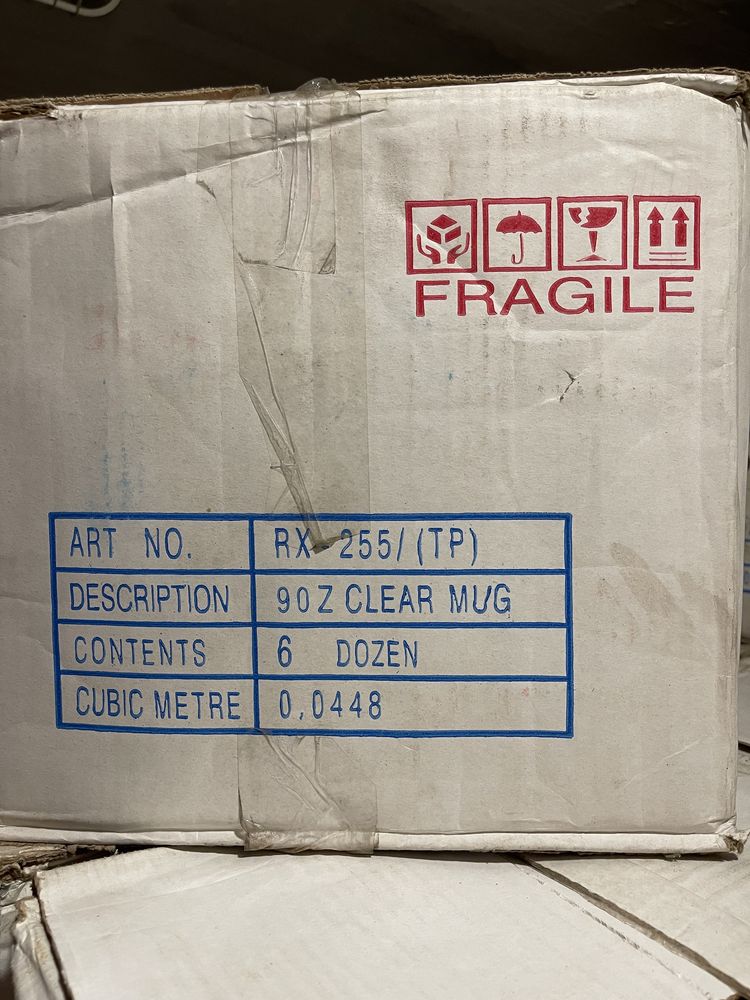 FRAGILE
ART NO. RX-255/(TP)
DESCRIPTION 9OZ CLEAR MUG
CONTENTS 6 DOZEN
CUBIC METRE 0.0448